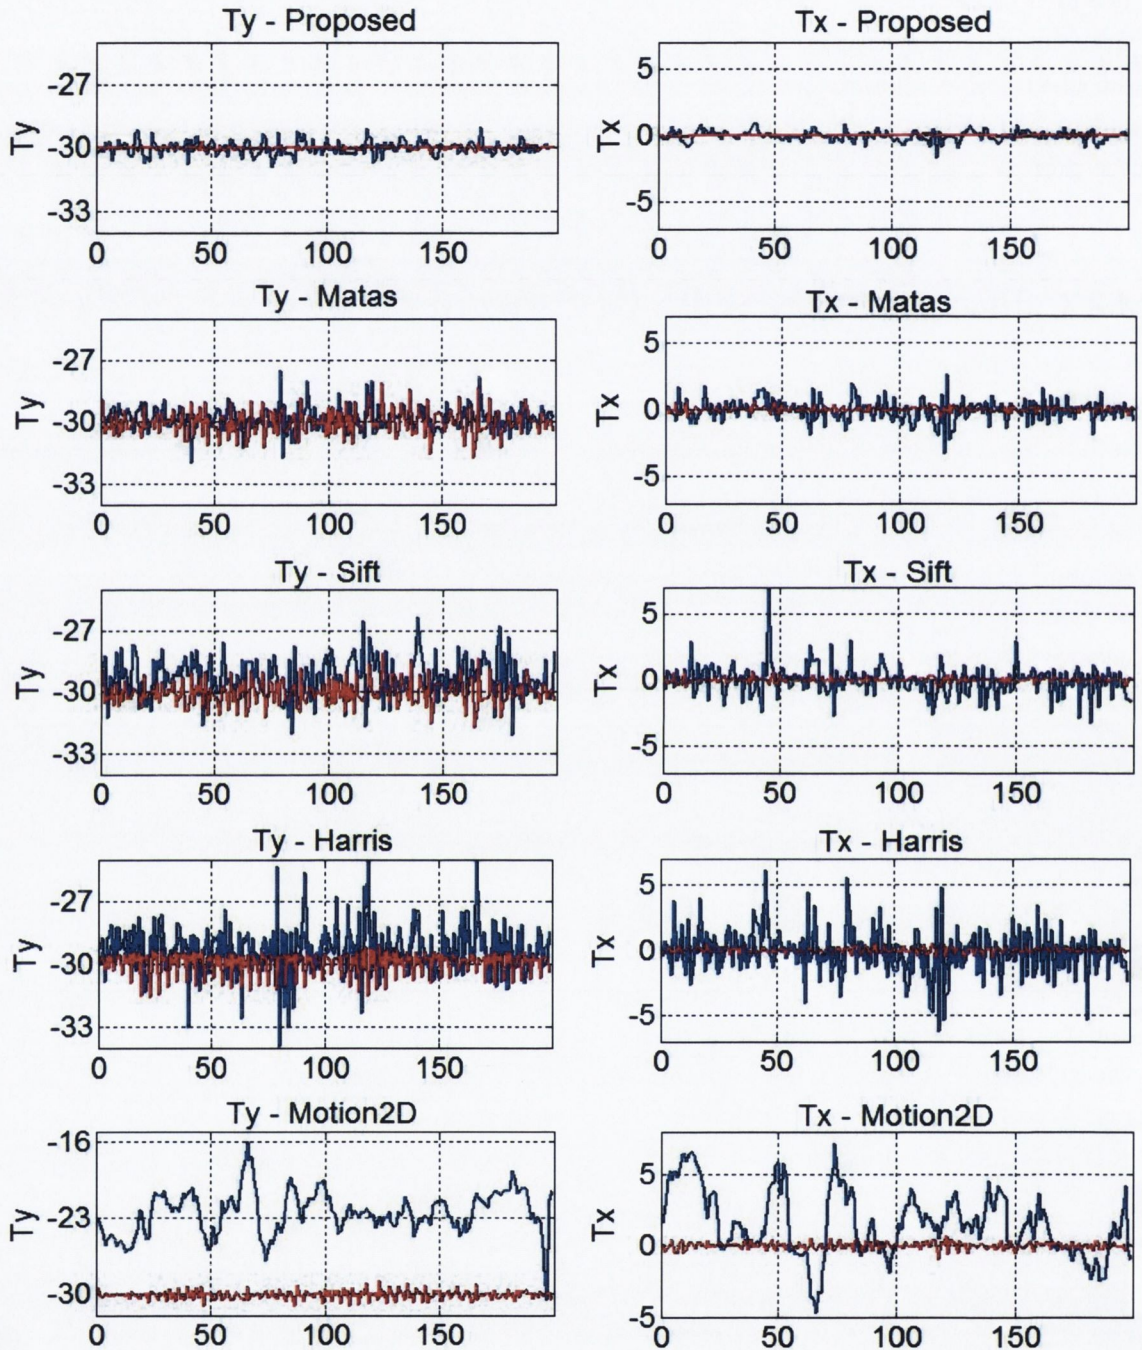 Ty - Proposed
Tx - Proposed
-27
-30
-33
Ty
0 50 100 150
5
0
-5
Tx
0 50 100 150
Ty - Matas
Tx - Matas
-27
-30
-33
Ty
0 50 100 150
5
0
-5
Tx
0 50 100 150
Ty - Sift
Tx - Sift
-27
-30
-33
Ty
0 50 100 150
5
0
-5
Tx
0 50 100 150
Ty - Harris
Tx - Harris
-27
-30
-33
Ty
0 50 100 150
5
0
-5
Tx
0 50 100 150
Ty - Motion2D
Tx - Motion2D
-16
-23
-30
Ty
0 50 100 150
5
0
-5
Tx
0 50 100 150